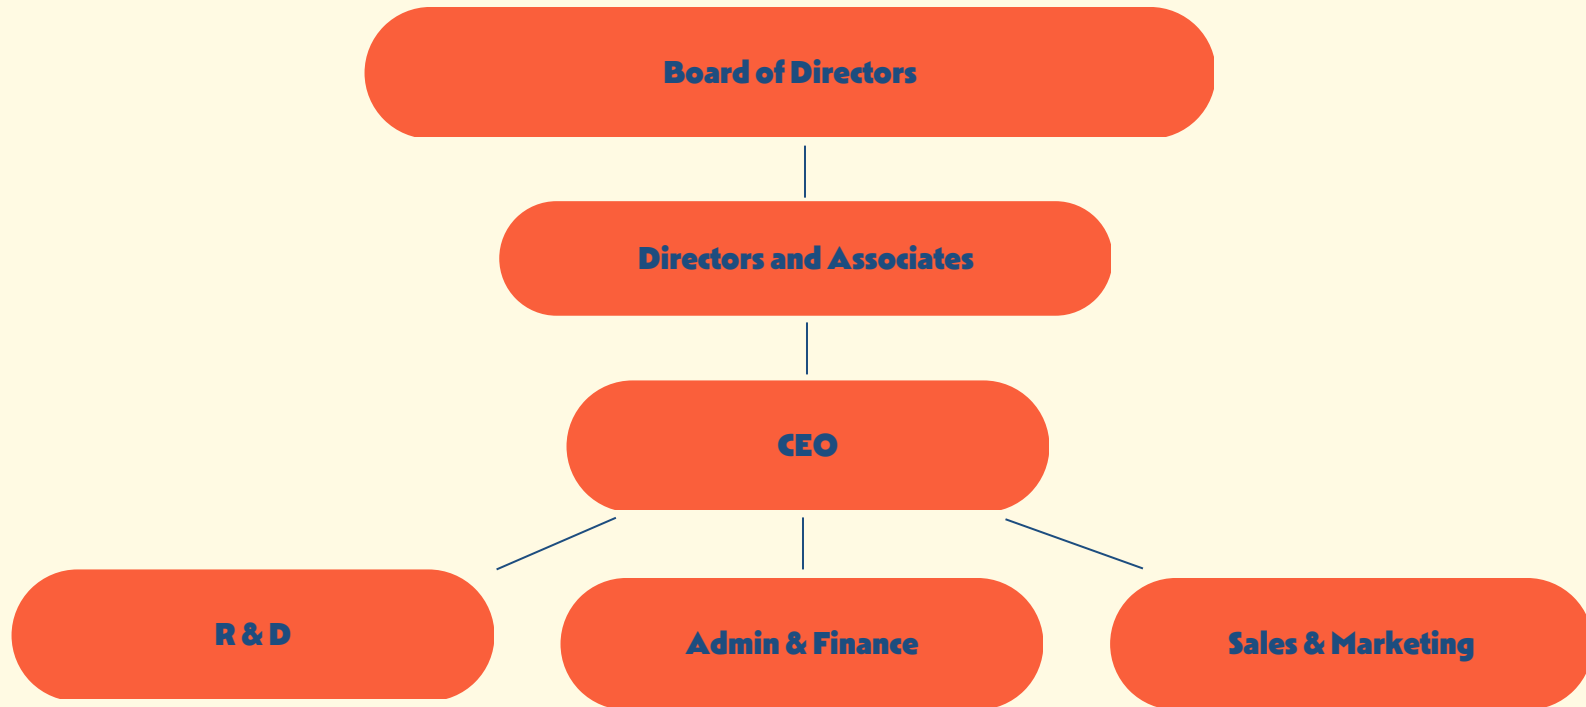 Board of Directors
Directors and Associates
CEO
R & D
Admin & Finance
Sales & Marketing